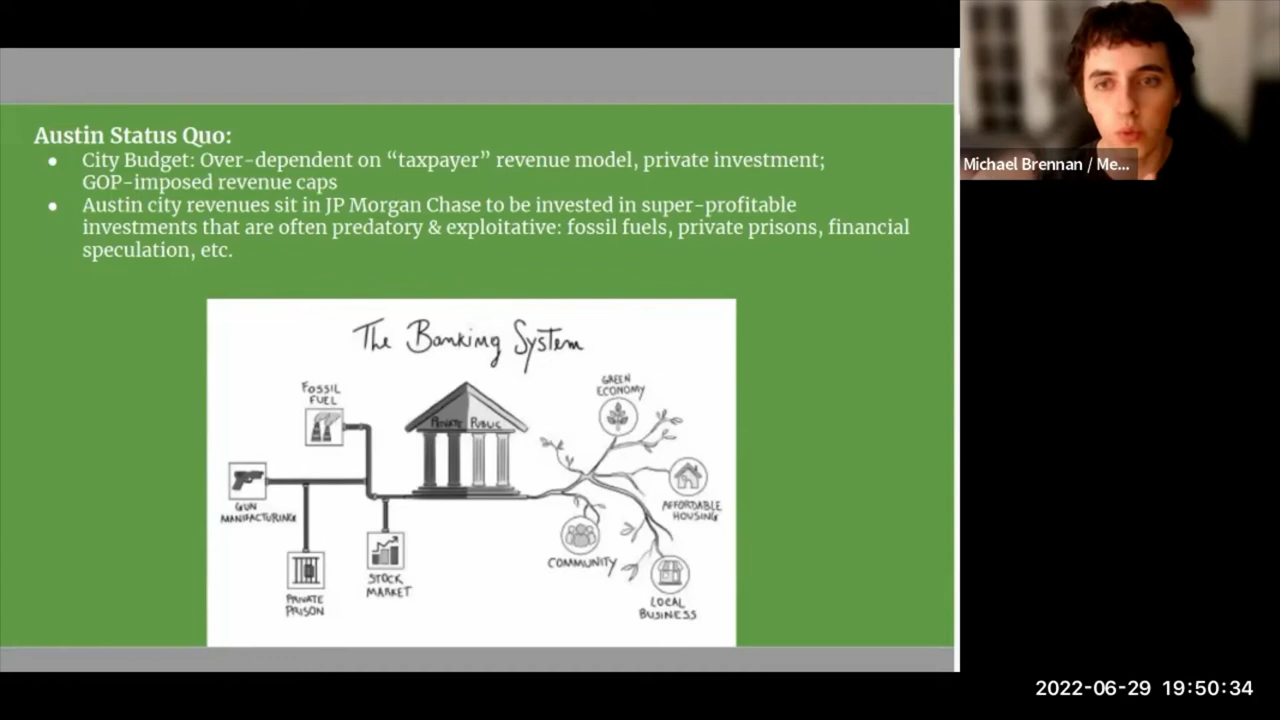 Austin Status Quo:
● City Budget: Over-dependent on “taxpayer” revenue model, private investment;
GOP-imposed revenue caps
● Austin city revenues sit in JP Morgan Chase to be invested in super-profitable
investments that are often predatory & exploitative: fossil fuels, private prisons, financial
speculation, etc.
The Banking System
FOSSIL
FUEL
GREEN
ECONOMY
PRIVATE PUBLIC
GUN
MANIFACTURING
AFFORDABLE
HOUSING
COMMUNITY
STOCK
MARKET
PRIVATE
PRISON
LOCAL
BUSINESS
Michael Brennan / Me...
2022-06-29 19:50:34